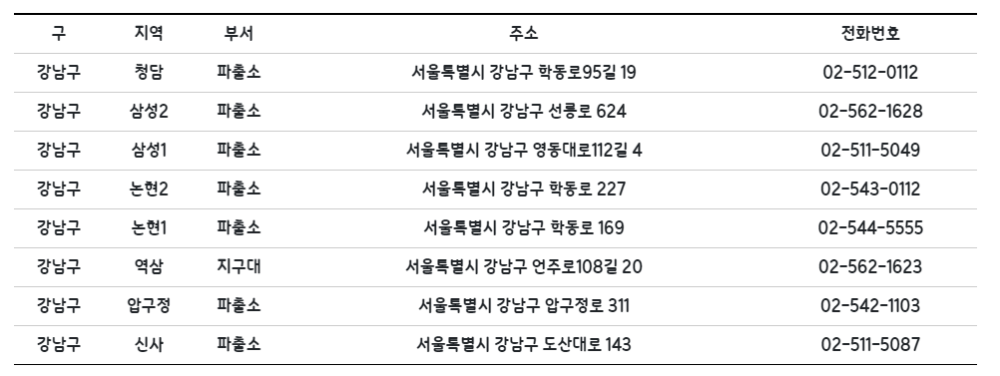 구 지역 부서 주소 전화번호
강남구 청담 파출소 서울특별시 강남구 학동로95길 19 02-512-0112
강남구 삼성2 파출소 서울특별시 강남구 선릉로 624 02-562-1628
강남구 삼성1 파출소 서울특별시 강남구 영동대로112길 4 02-511-5049
강남구 논현2 파출소 서울특별시 강남구 학동로 227 02-543-0112
강남구 논현1 파출소 서울특별시 강남구 학동로 169 02-544-5555
강남구 역삼 지구대 서울특별시 강남구 언주로108길 20 02-562-1623
강남구 압구정 파출소 서울특별시 강남구 압구정로 311 02-542-1103
강남구 신사 파출소 서울특별시 강남구 도산대로 143 02-511-5087